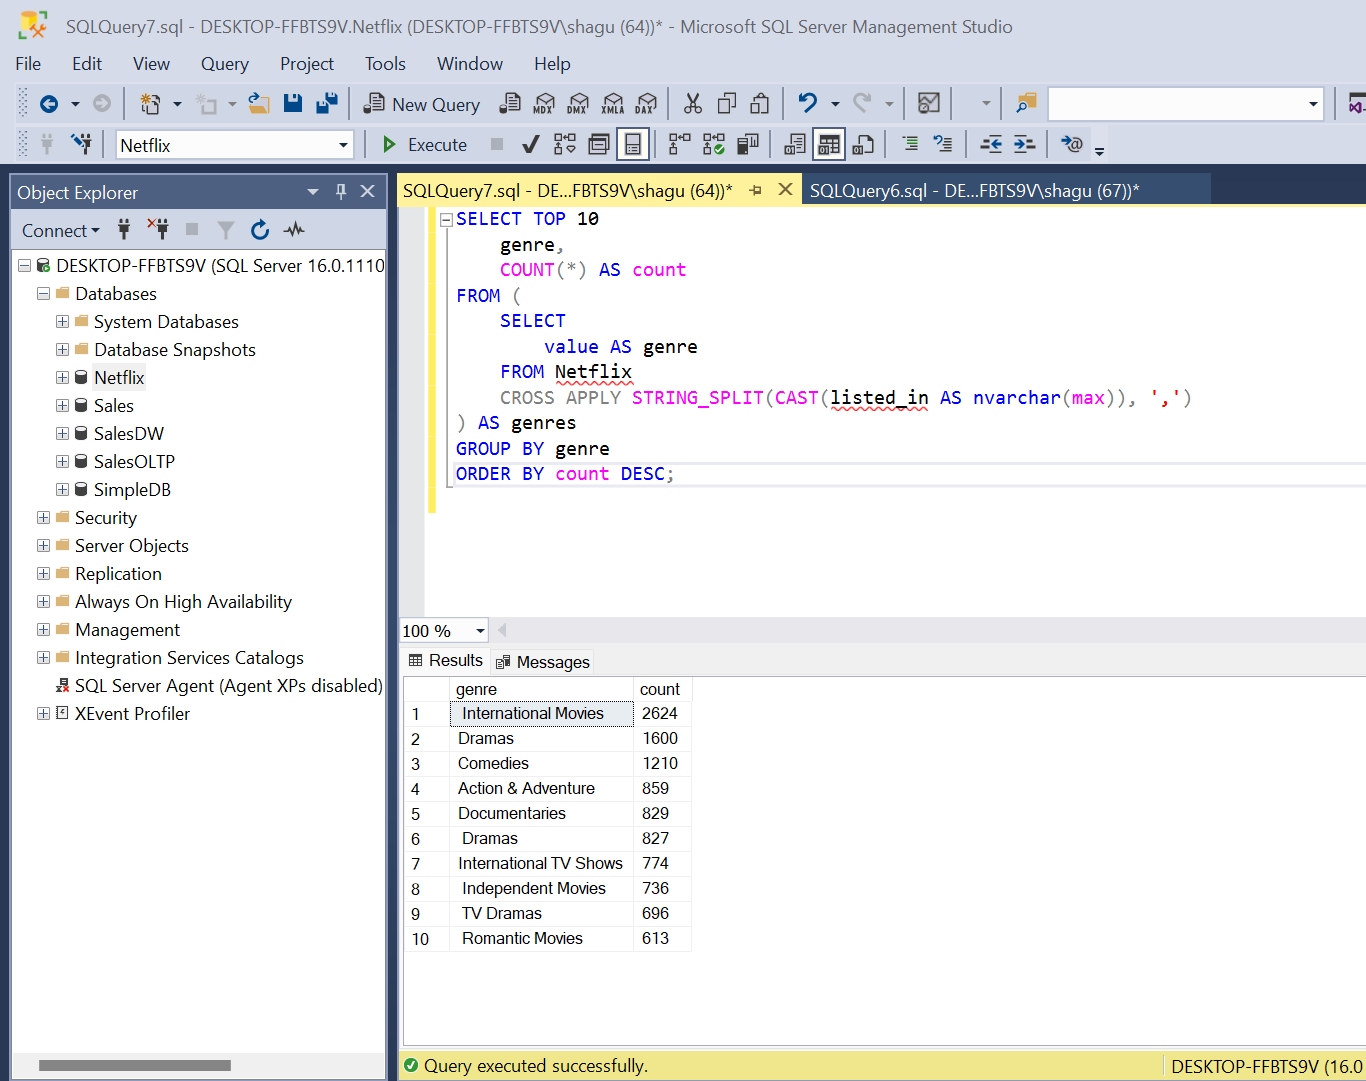 SQLQuery7.sql - DESKTOP-FFBTS9V.Netflix (DESKTOP-FFBTS9V\shagu (64))* - Microsoft SQL Server Management Studio
File Edit View Query Project Tools Window Help
New Query MDX DMX XMLA DAX
Netflix Execute
Object Explorer
Connect
DESKTOP-FFBTS9V (SQL Server 16.0.1110
Databases
System Databases
Database Snapshots
Netflix
Sales
SalesDW
SalesOLTP
SimpleDB
Security
Server Objects
Replication
Always On High Availability
Management
Integration Services Catalogs
SQL Server Agent (Agent XPs disabled)
XEvent Profiler
SQLQuery7.sql - DE...FBTS9V\shagu (64))* SQLQuery6.sql - DE...FBTS9V\shagu (67))*
SELECT TOP 10
genre,
COUNT(*) AS count
FROM (
SELECT
value AS genre
FROM Netflix
CROSS APPLY STRING_SPLIT(CAST(listed_in AS nvarchar(max)), ',')
) AS genres
GROUP BY genre
ORDER BY count DESC;
100 %
Results Messages
genre count
1 International Movies 2624
2 Dramas 1600
3 Comedies 1210
4 Action & Adventure 859
5 Documentaries 829
6 Dramas 827
7 International TV Shows 774
8 Independent Movies 736
9 TV Dramas 696
10 Romantic Movies 613
Query executed successfully. DESKTOP-FFBTS9V (16.0